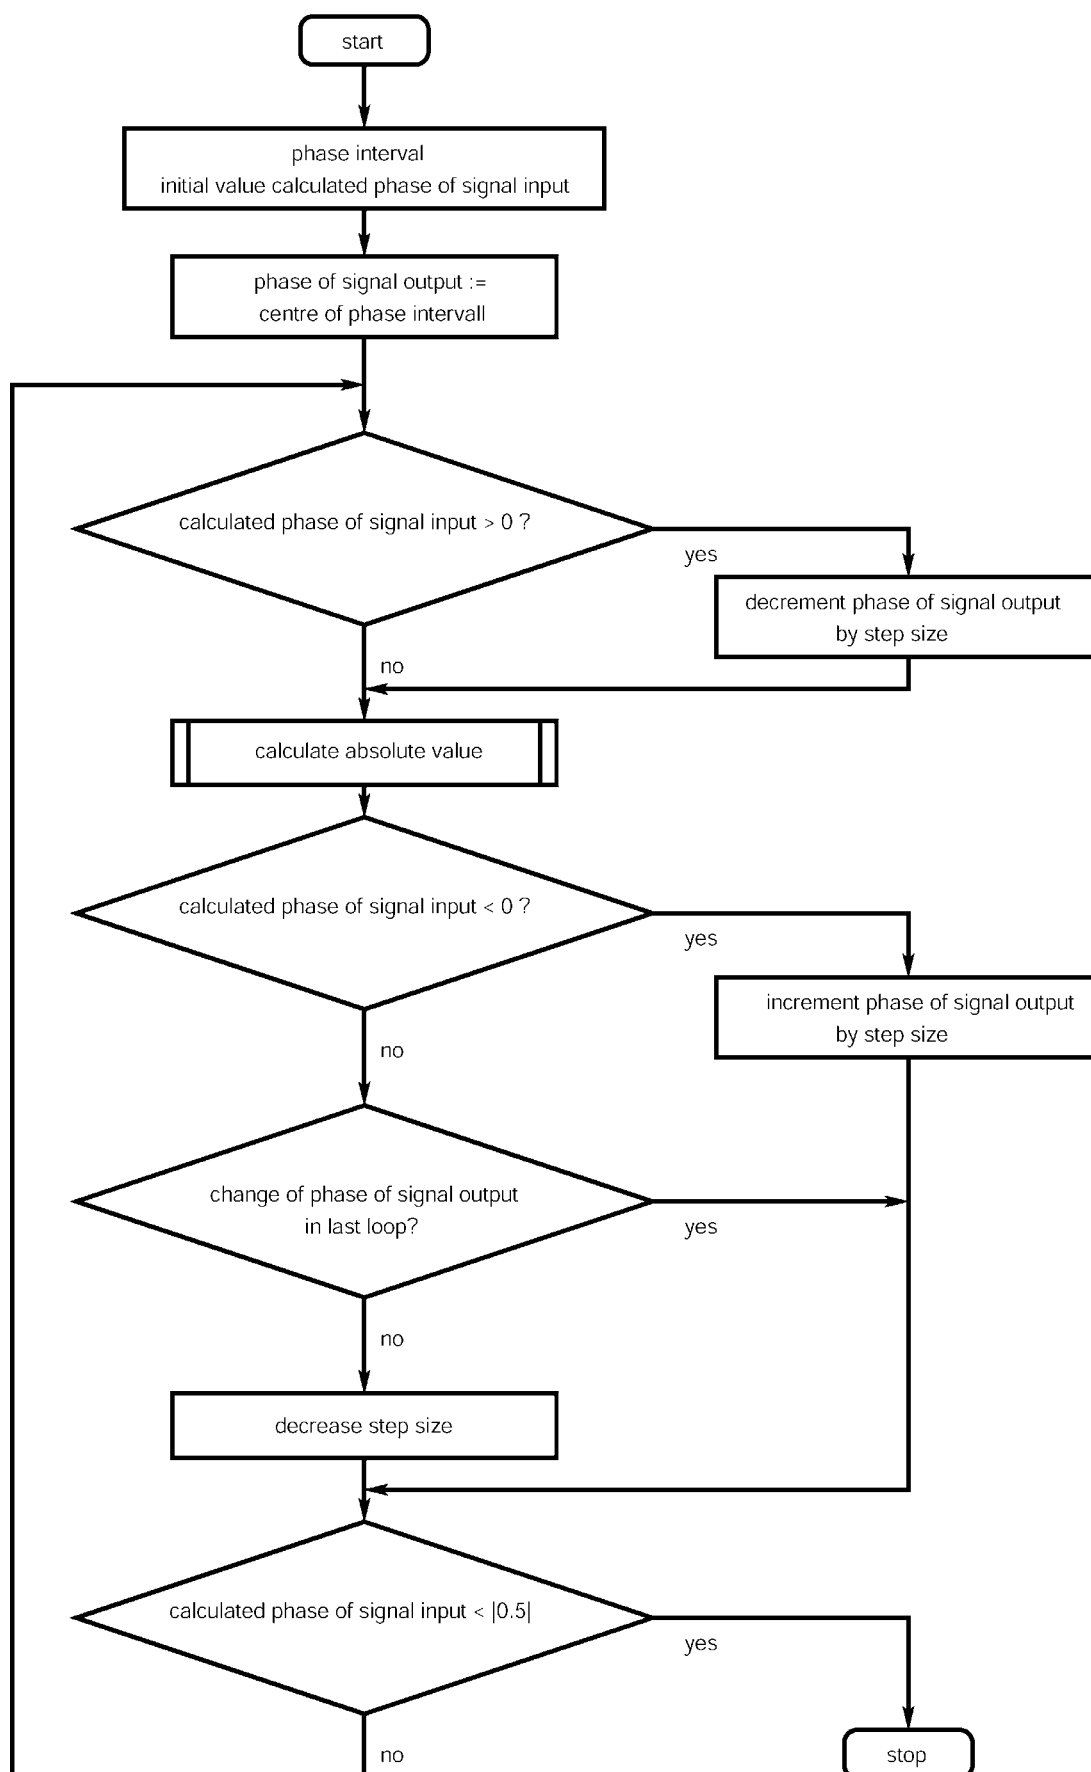 start
phase interval
initial value calculated phase of signal input
phase of signal output :=
centre of phase intervall
calculated phase of signal input > 0 ?
yes
decrement phase of signal output
by step size
no
calculate absolute value
calculated phase of signal input < 0 ?
yes
increment phase of signal output
by step size
no
change of phase of signal output
in last loop?
yes
no
decrease step size
calculated phase of signal input < |0.5|
yes
no
stop